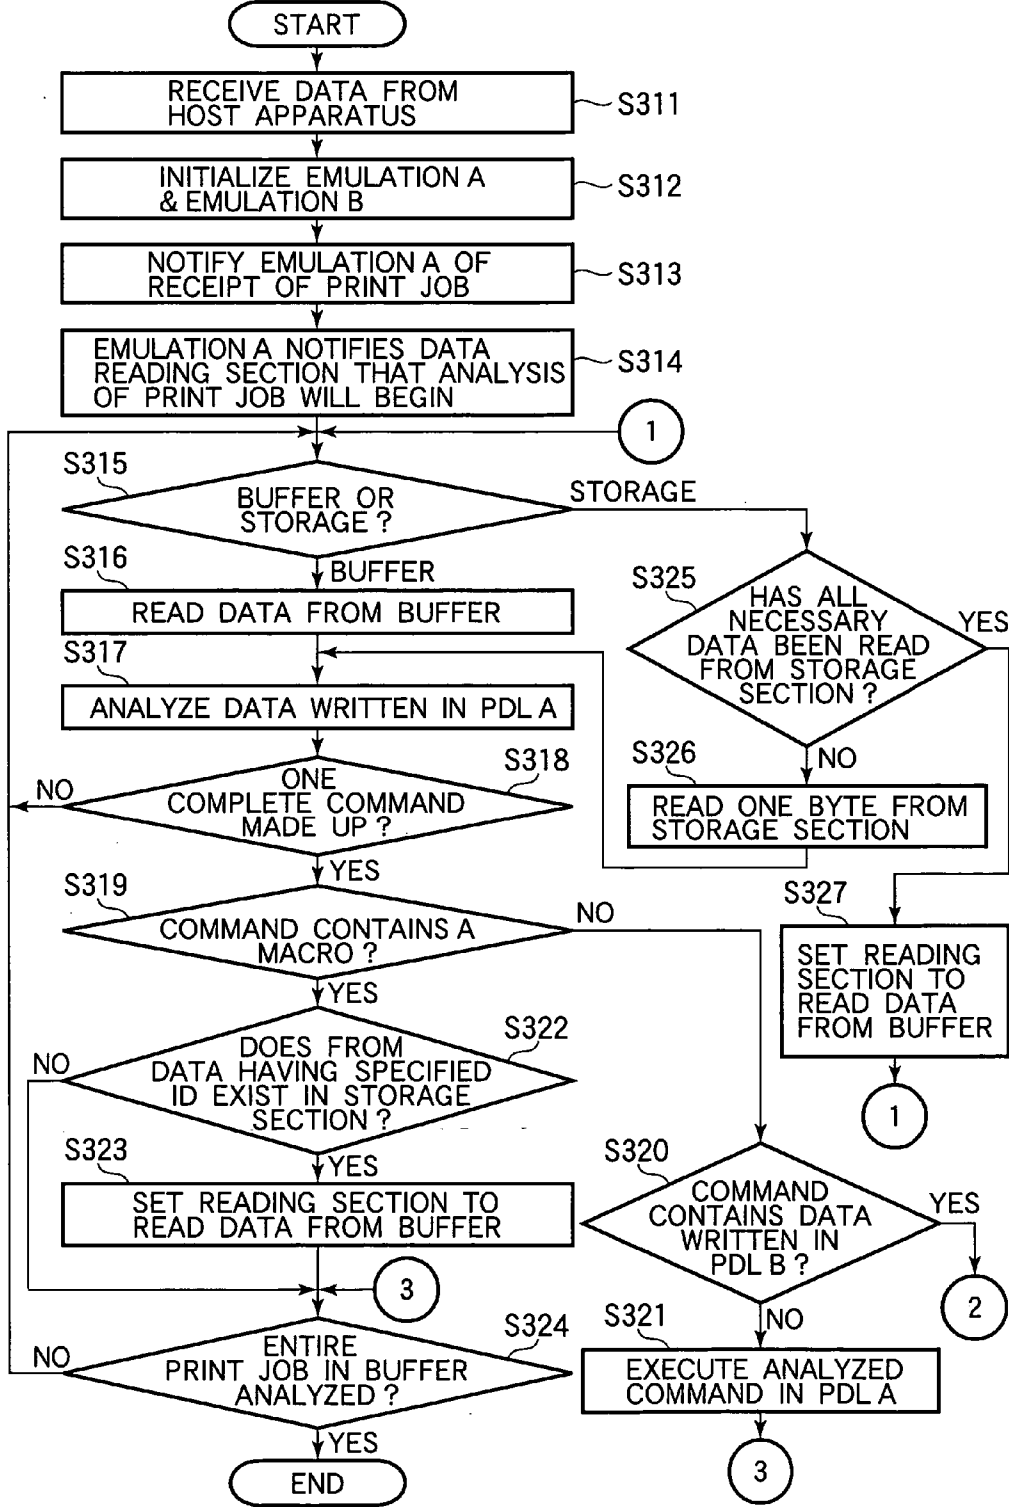 START
RECEIVE DATA FROM
HOST APPARATUS
S311
INITIALIZE EMULATION A
& EMULATION B
S312
NOTIFY EMULATION A OF
RECEIPT OF PRINT JOB
S313
EMULATION A NOTIFIES DATA
READING SECTION THAT ANALYSIS
OF PRINT JOB WILL BEGIN
S314
1
S315
BUFFER OR
STORAGE ?
STORAGE
BUFFER
S316
READ DATA FROM BUFFER
S325
HAS ALL
NECESSARY
DATA BEEN READ
FROM STORAGE
SECTION ?
YES
NO
S317
ANALYZE DATA WRITTEN IN PDL A
S326
READ ONE BYTE FROM
STORAGE SECTION
S318
ONE
COMPLETE COMMAND
MADE UP ?
NO
YES
S327
SET READING
SECTION TO
READ DATA
FROM BUFFER
1
S319
COMMAND CONTAINS A
MACRO ?
NO
YES
S322
DOES FROM
DATA HAVING SPECIFIED
ID EXIST IN STORAGE
SECTION ?
NO
YES
S323
SET READING SECTION TO
READ DATA FROM BUFFER
S320
COMMAND
CONTAINS DATA
WRITTEN IN
PDL B ?
YES
2
NO
3
S324
ENTIRE
PRINT JOB IN BUFFER
ANALYZED ?
NO
YES
END
S321
EXECUTE ANALYZED
COMMAND IN PDL A
3